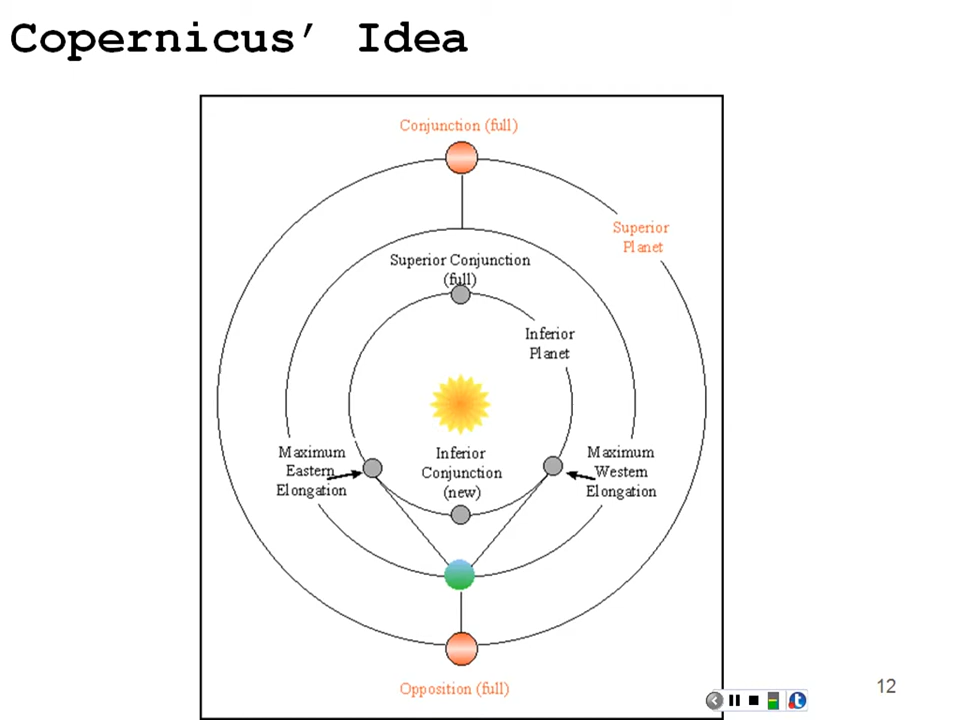 Copernicus’ Idea
Conjunction (full)
Superior
Planet
Superior Conjunction
(full)
Inferior
Planet
Maximum
Eastern
Elongation
Inferior
Conjunction
(new)
Maximum
Western
Elongation
Opposition (full)
12